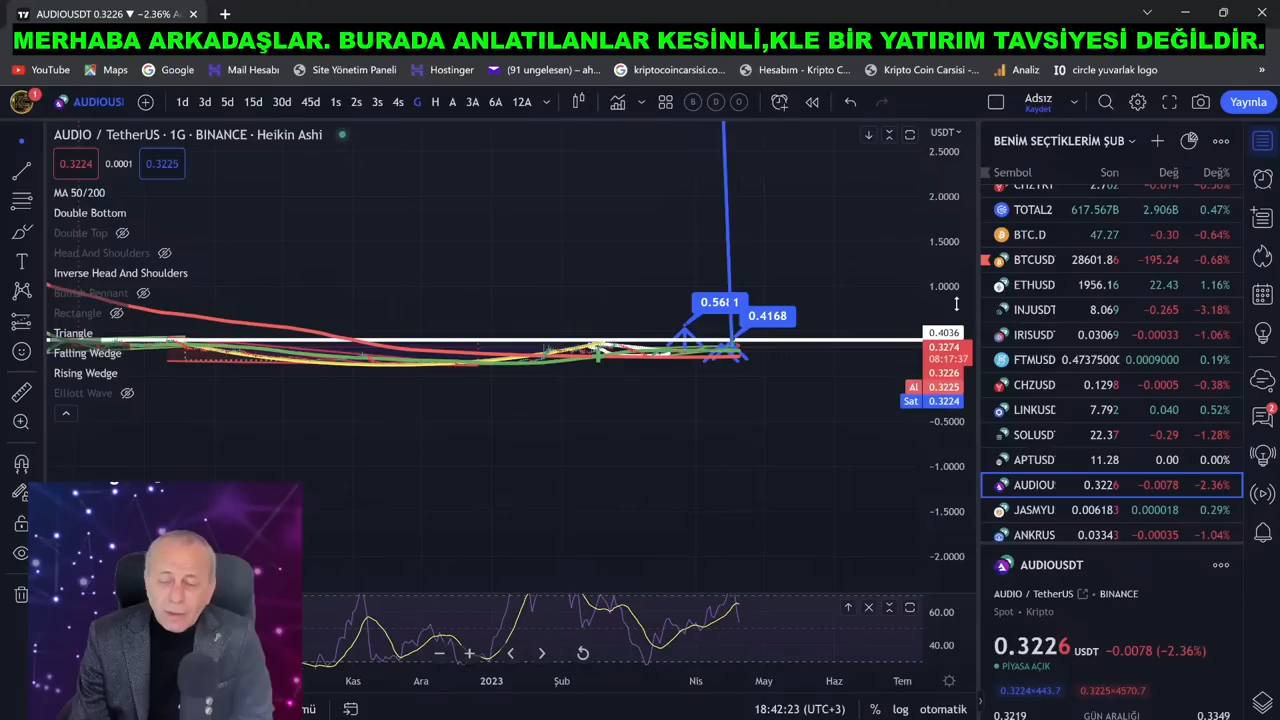 AUDIOUSDT 0.3226 ▼ −2.36%
MERHABA ARKADAŞLAR. BURADA ANLATILANLAR KESİNLİ,KLE BİR YATIRIM TAVSİYESİ DEĞİLDİR.
YouTube Maps Google Mail Hesabı Site Yönetim Paneli Hostinger (91 ungelesen) – ah... kriptocoincarsisi.co... Hesabım - Kripto C... Kripto Coin Carsisi -... Analiz circle yuvarlak logo »
1
AUDIOUSI 1d 3d 5d 15d 30d 45d 1s 2s 3s 4s G H A 3A 6A 12A B D O Adsız Kaydet Yayınla
AUDIO / TetherUS · 1G · BINANCE · Heikin Ashi USDT
0.3224 0.0001 0.3225
MA 50/200
Double Bottom
Double Top
Head And Shoulders
Inverse Head And Shoulders
Bullish Pennant
Rectangle
Triangle
Falling Wedge
Rising Wedge
Elliott Wave
0.5681
0.4168
2.5000
2.0000
1.5000
1.0000
0.4036
0.3274
08:17:37
0.3226
Al 0.3225
Sat 0.3224
−0.5000
−1.0000
−1.5000
−2.0000
60.00
40.00
Kas Ara 2023 Şub Nis May Haz Tem
18:42:23 (UTC+3) % log otomatik
BENİM SEÇTİKLERİM ŞUB
Sembol Son Değ Değ%
TOTAL2 617.567B 2.906B 0.47%
BTC.D 47.27 −0.30 −0.64%
BTCUSD 28601.86 −195.24 −0.68%
ETHUSD 1956.16 22.43 1.16%
INJUSDT 8.069 −0.255 −3.06%
IRISUSD 0.03069 −0.00033 −1.06%
FTMUSD 0.47375000 0.0009 0.19%
CHZUSD 0.1298 −0.0005 −0.38%
LINKUSD 7.792 0.040 0.52%
SOLUSD 22.37 −0.29 −1.28%
APTUSD 11.28 0.00 0.00%
AUDIOU 0.3226 −0.0078 −2.36%
JASMYU 0.006183 0.000018 0.29%
ANKRUS 0.03343 −0.00035 −1.04%
2
AUDIOUSDT
AUDIO / TetherUS BINANCE
Spot • Kripto
0.3226 USDT −0.0078 (−2.36%)
PİYASA AÇIK
0.3224×443.7 0.3225×4570.7
0.3219 GÜN ARALIĞI 0.3349